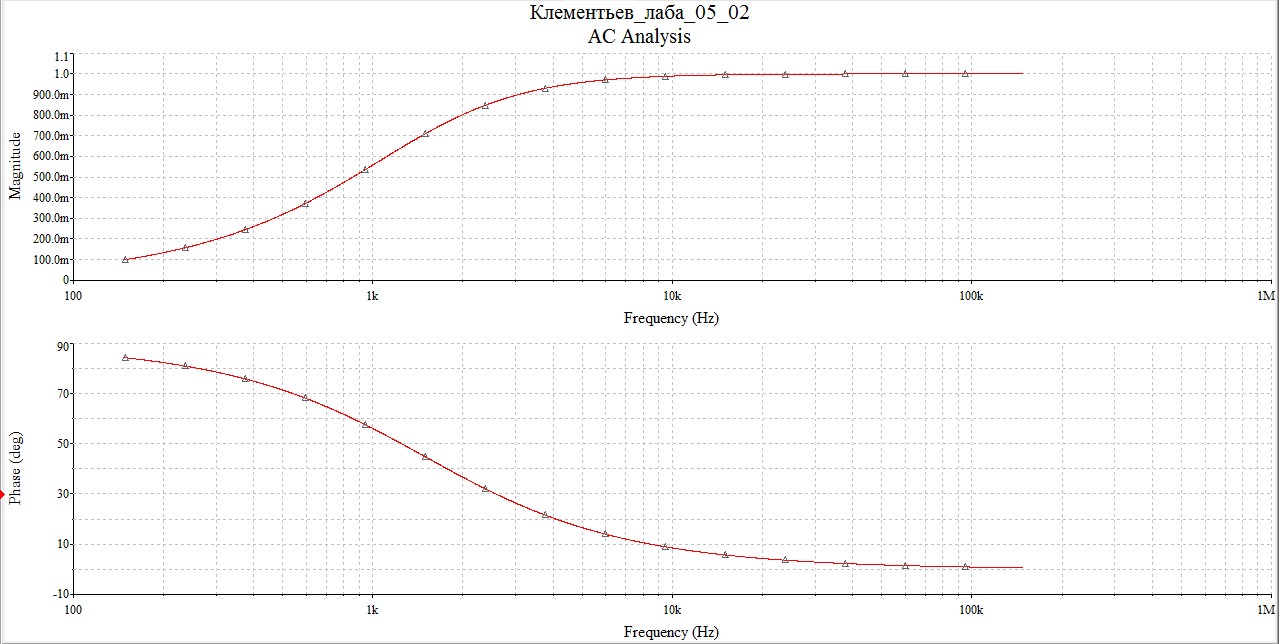 Клементьев_лаба_05_02
AC Analysis
Magnitude
1.1
1.0
900.0m
800.0m
700.0m
600.0m
500.0m
400.0m
300.0m
200.0m
100.0m
0
100 1k 10k 100k 1M
Frequency (Hz)
Phase (deg)
90
70
50
30
10
-10
100 1k 10k 100k 1M
Frequency (Hz)